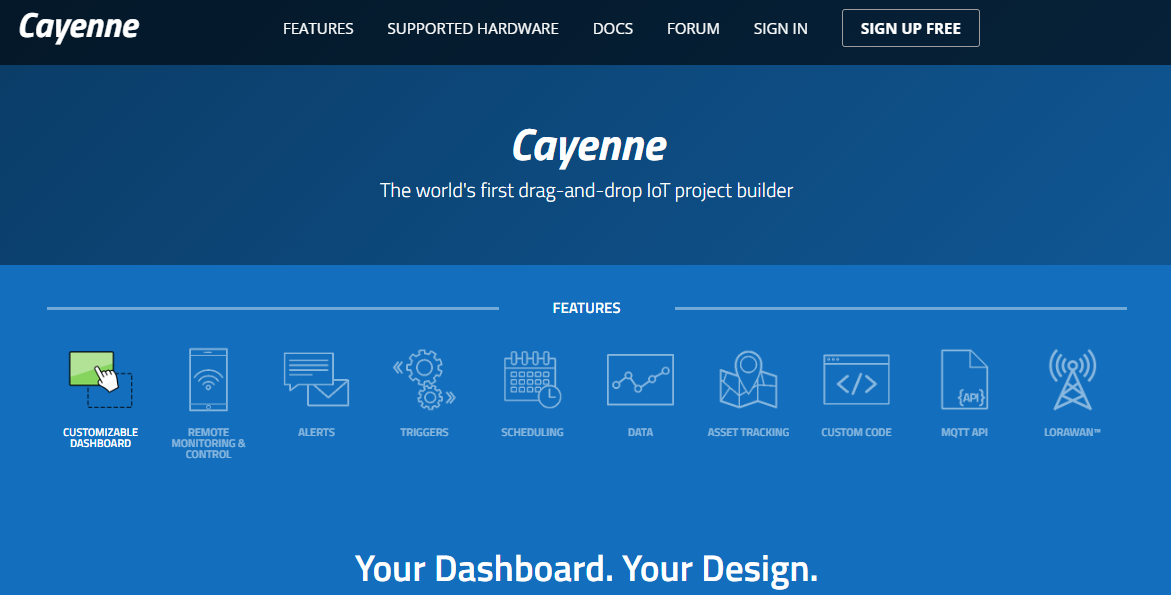 Cayenne
FEATURES
SUPPORTED HARDWARE
DOCS
FORUM
SIGN IN
SIGN UP FREE
Cayenne
The world's first drag-and-drop IoT project builder
FEATURES
CUSTOMIZABLE
DASHBOARD
REMOTE
MONITORING &
CONTROL
ALERTS
TRIGGERS
SCHEDULING
DATA
ASSET TRACKING
</>
CUSTOM CODE
{API}
MQTT API
LORAWAN™
Your Dashboard. Your Design.